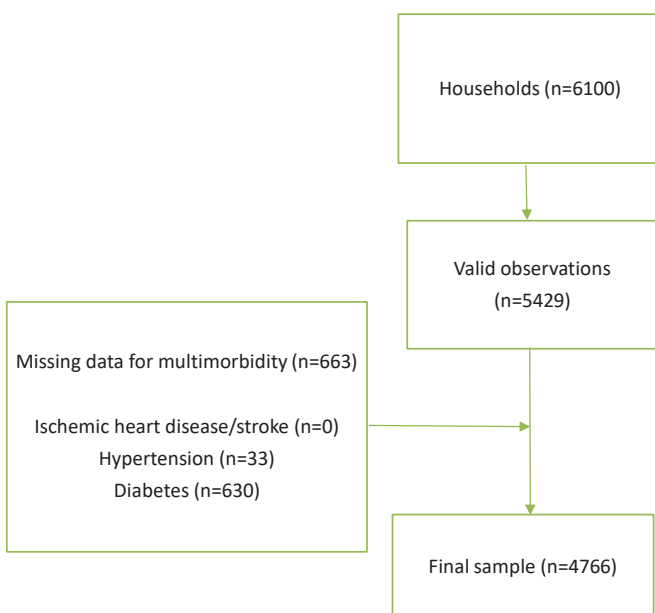 Households (n=6100)
Valid observations
(n=5429)
Missing data for multimorbidity (n=663)
Ischemic heart disease/stroke (n=0)
Hypertension (n=33)
Diabetes (n=630)
Final sample (n=4766)